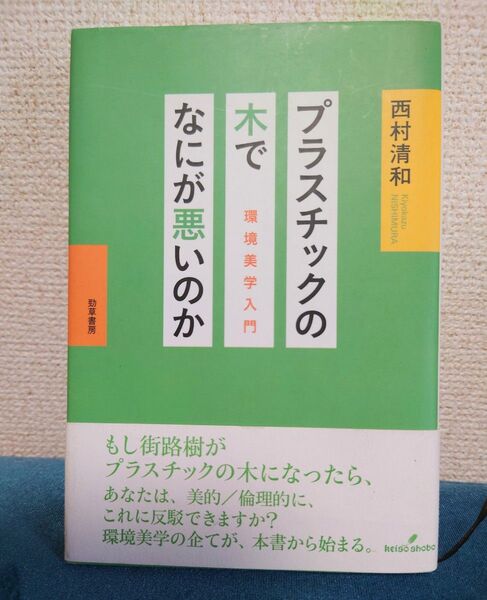 西村清和
Kiyokazu
NISHIMURA
プラスチックの
木で
なにが悪いのか
環境美学入門
勁草書房
もし街路樹が
プラスチックの木になったら、
あなたは、美的／倫理的に、
これに反駁できますか？
環境美学の企てが、本書から始まる。
keiso shobo